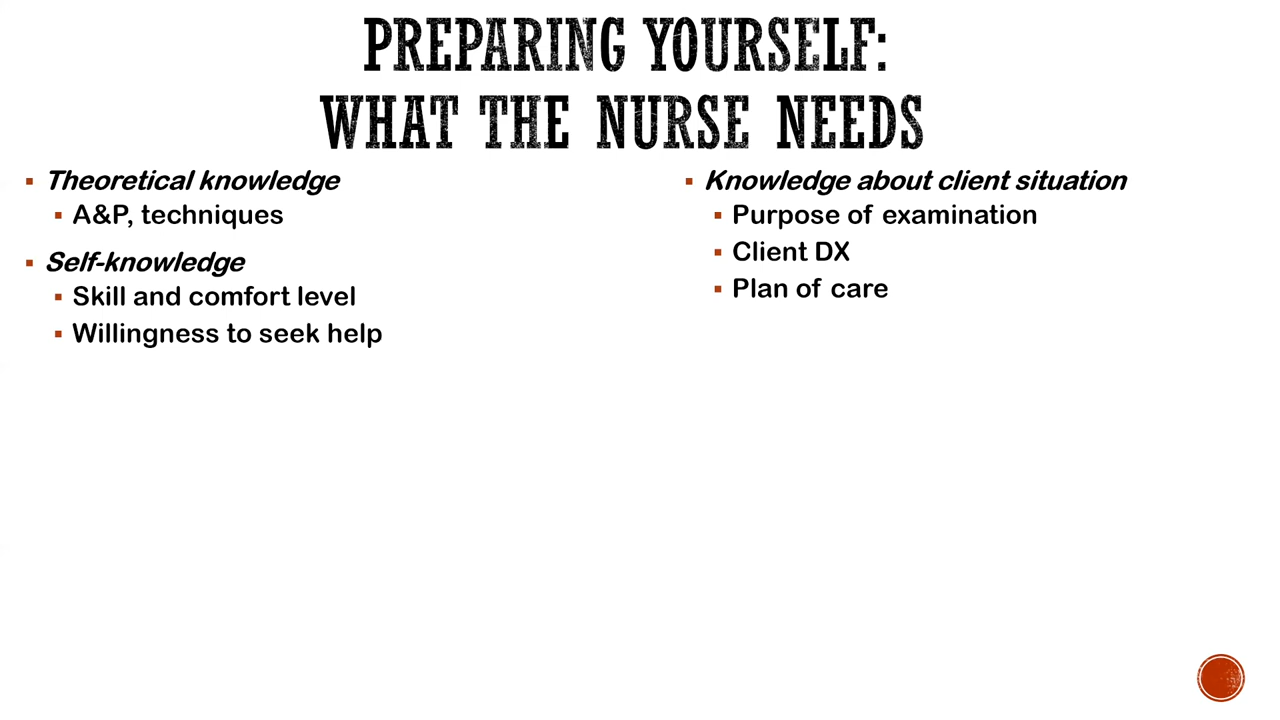 PREPARING YOURSELF:
WHAT THE NURSE NEEDS
Theoretical knowledge
A&P, techniques
Self-knowledge
Skill and comfort level
Willingness to seek help
Knowledge about client situation
Purpose of examination
Client DX
Plan of care